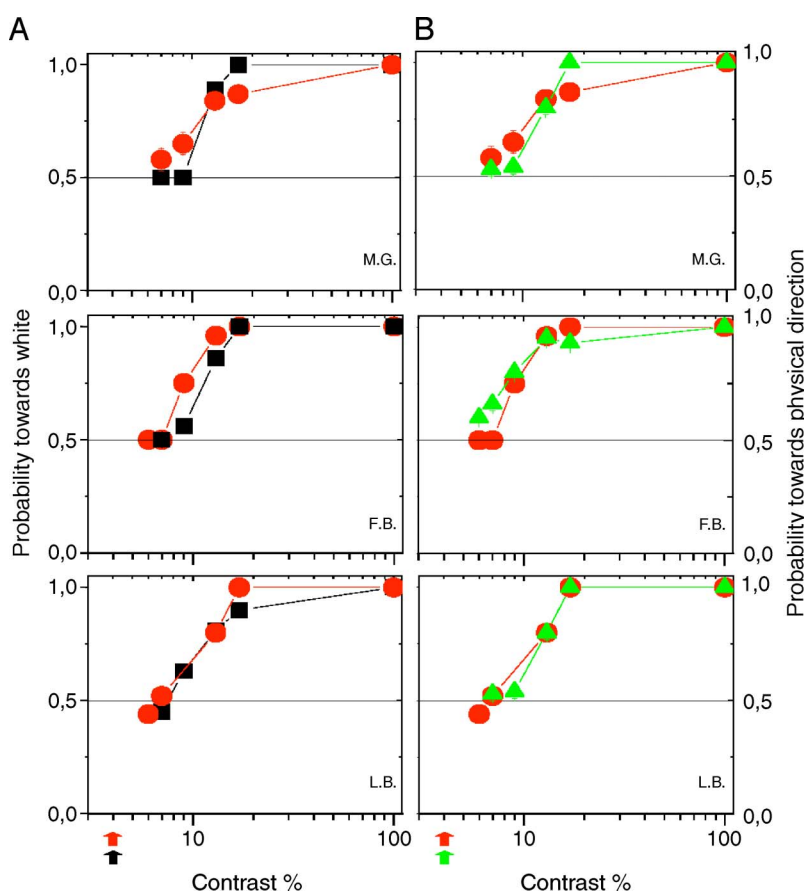 A
B
1,0
0,5
0,0
M.G.
M.G.
1,0
0,5
0,0
1,0
0,5
0,0
F.B.
F.B.
1,0
0,5
0,0
1,0
0,5
0,0
L.B.
L.B.
1,0
0,5
0,0
10
100
10
100
Contrast %
Contrast %
Probability towards white
Probability towards physical direction